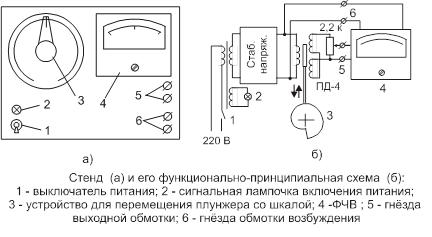 1
2
3
4
5
6
а)
220 В
1
2
Стаб.
напряж.
2,2 к
6
5
ПД-4
3
4
б)
Стенд (а) и его функционально-принципиальная схема (б):
1 - выключатель питания; 2 - сигнальная лампочка включения питания;
3 - устройство для перемещения плунжера со шкалой; 4 -ФЧВ ; 5 - гнёзда
выходной обмотки; 6 - гнёзда обмотки возбуждения